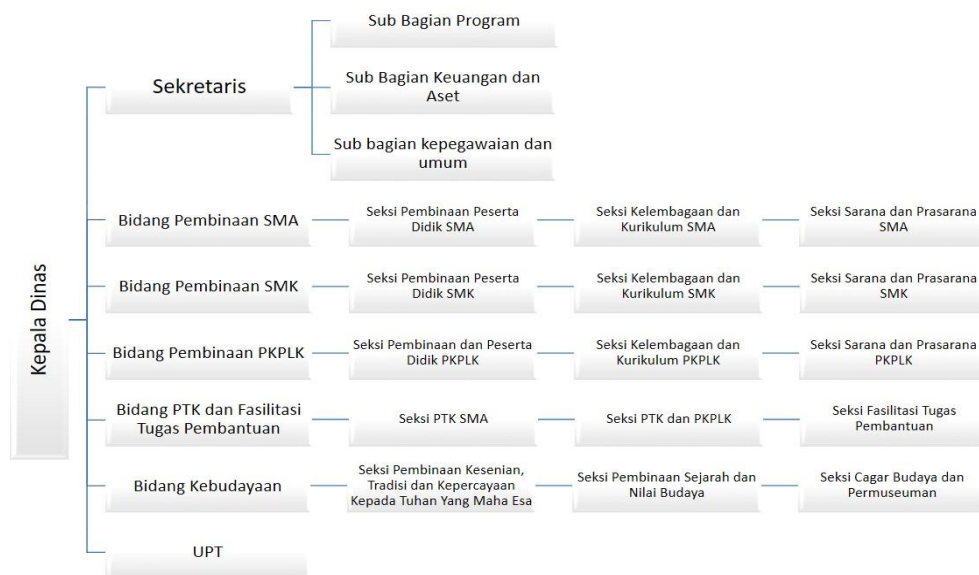 Kepala Dinas
Sekretaris
Sub Bagian Program
Sub Bagian Keuangan dan
Aset
Sub bagian kepegawaian dan
umum
Bidang Pembinaan SMA
Seksi Pembinaan Peserta
Didik SMA
Seksi Kelembagaan dan
Kurikulum SMA
Seksi Sarana dan Prasarana
SMA
Bidang Pembinaan SMK
Seksi Pembinaan Peserta
Didik SMK
Seksi Kelembagaan dan
Kurikulum SMK
Seksi Sarana dan Prasarana
SMK
Bidang Pembinaan PKPLK
Seksi Pembinaan dan Peserta
Didik PKPLK
Seksi Kelembagaan dan
Kurikulum PKPLK
Seksi Sarana dan Prasarana
PKPLK
Bidang PTK dan Fasilitasi
Tugas Pembantuan
Seksi PTK SMA
Seksi PTK dan PKPLK
Seksi Fasilitasi Tugas
Pembantuan
Bidang Kebudayaan
Seksi Pembinaan Kesenian,
Tradisi dan Kepercayaan
Kepada Tuhan Yang Maha Esa
Seksi Pembinaan Sejarah dan
Nilai Budaya
Seksi Cagar Budaya dan
Permuseuman
UPT